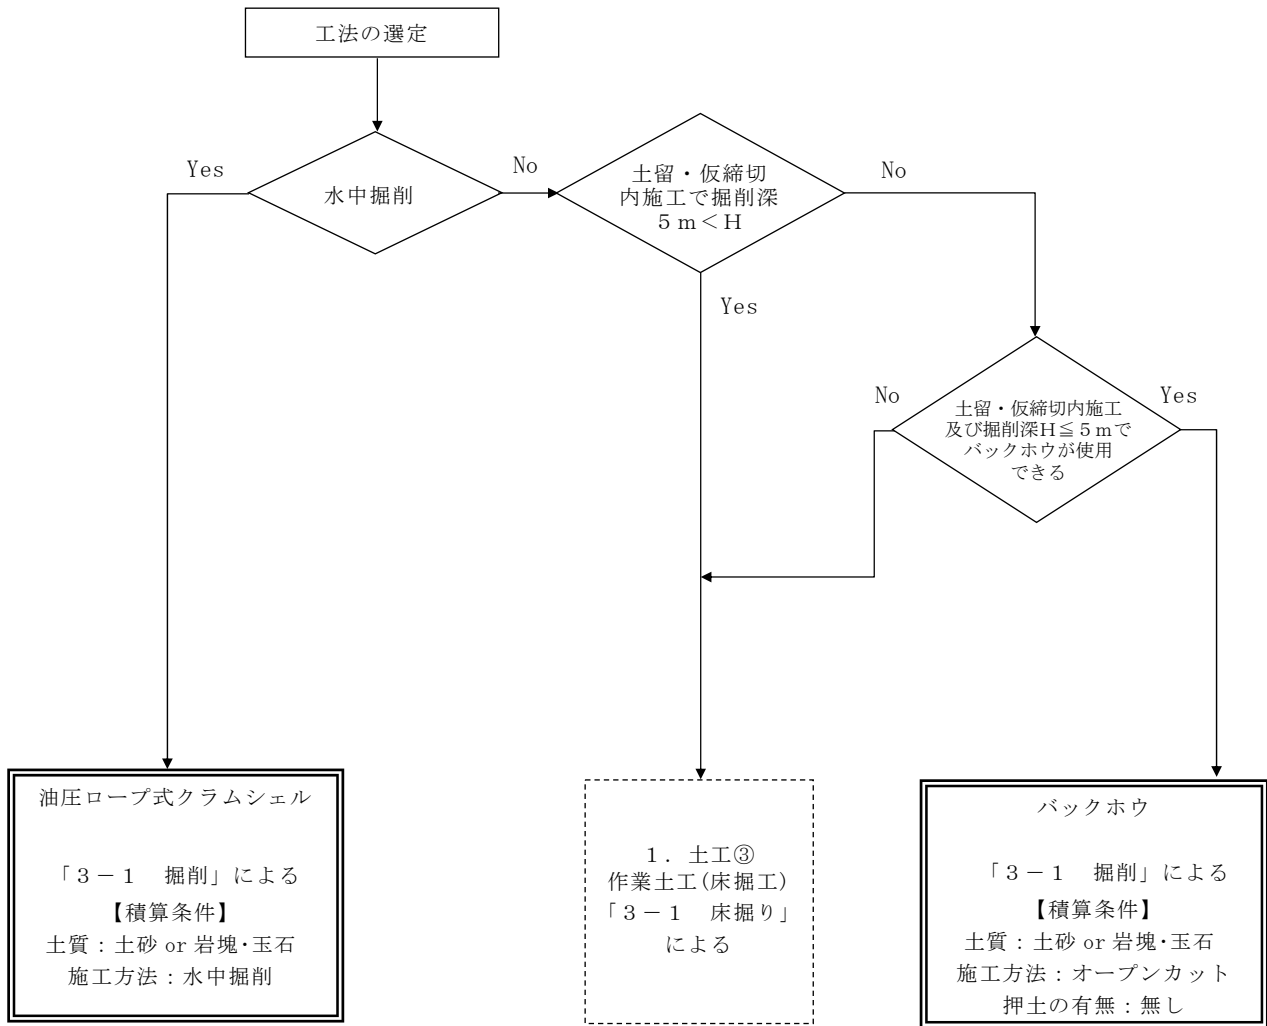 工法の選定
Yes
水中掘削
No
土留・仮締切
内施工で掘削深
５ｍ＜Ｈ
No
Yes
No
土留・仮締切内施工
及び掘削深Ｈ≦５ｍで
バックホウが使用
できる
Yes
油圧ロープ式クラムシェル
「３－１　掘削」による
【積算条件】
土質：土砂 or 岩塊・玉石
施工方法：水中掘削
１．土工③
作業土工(床掘工)
「３－１　床掘り」
による
バックホウ
「３－１　掘削」による
【積算条件】
土質：土砂 or 岩塊・玉石
施工方法：オープンカット
押土の有無：無し